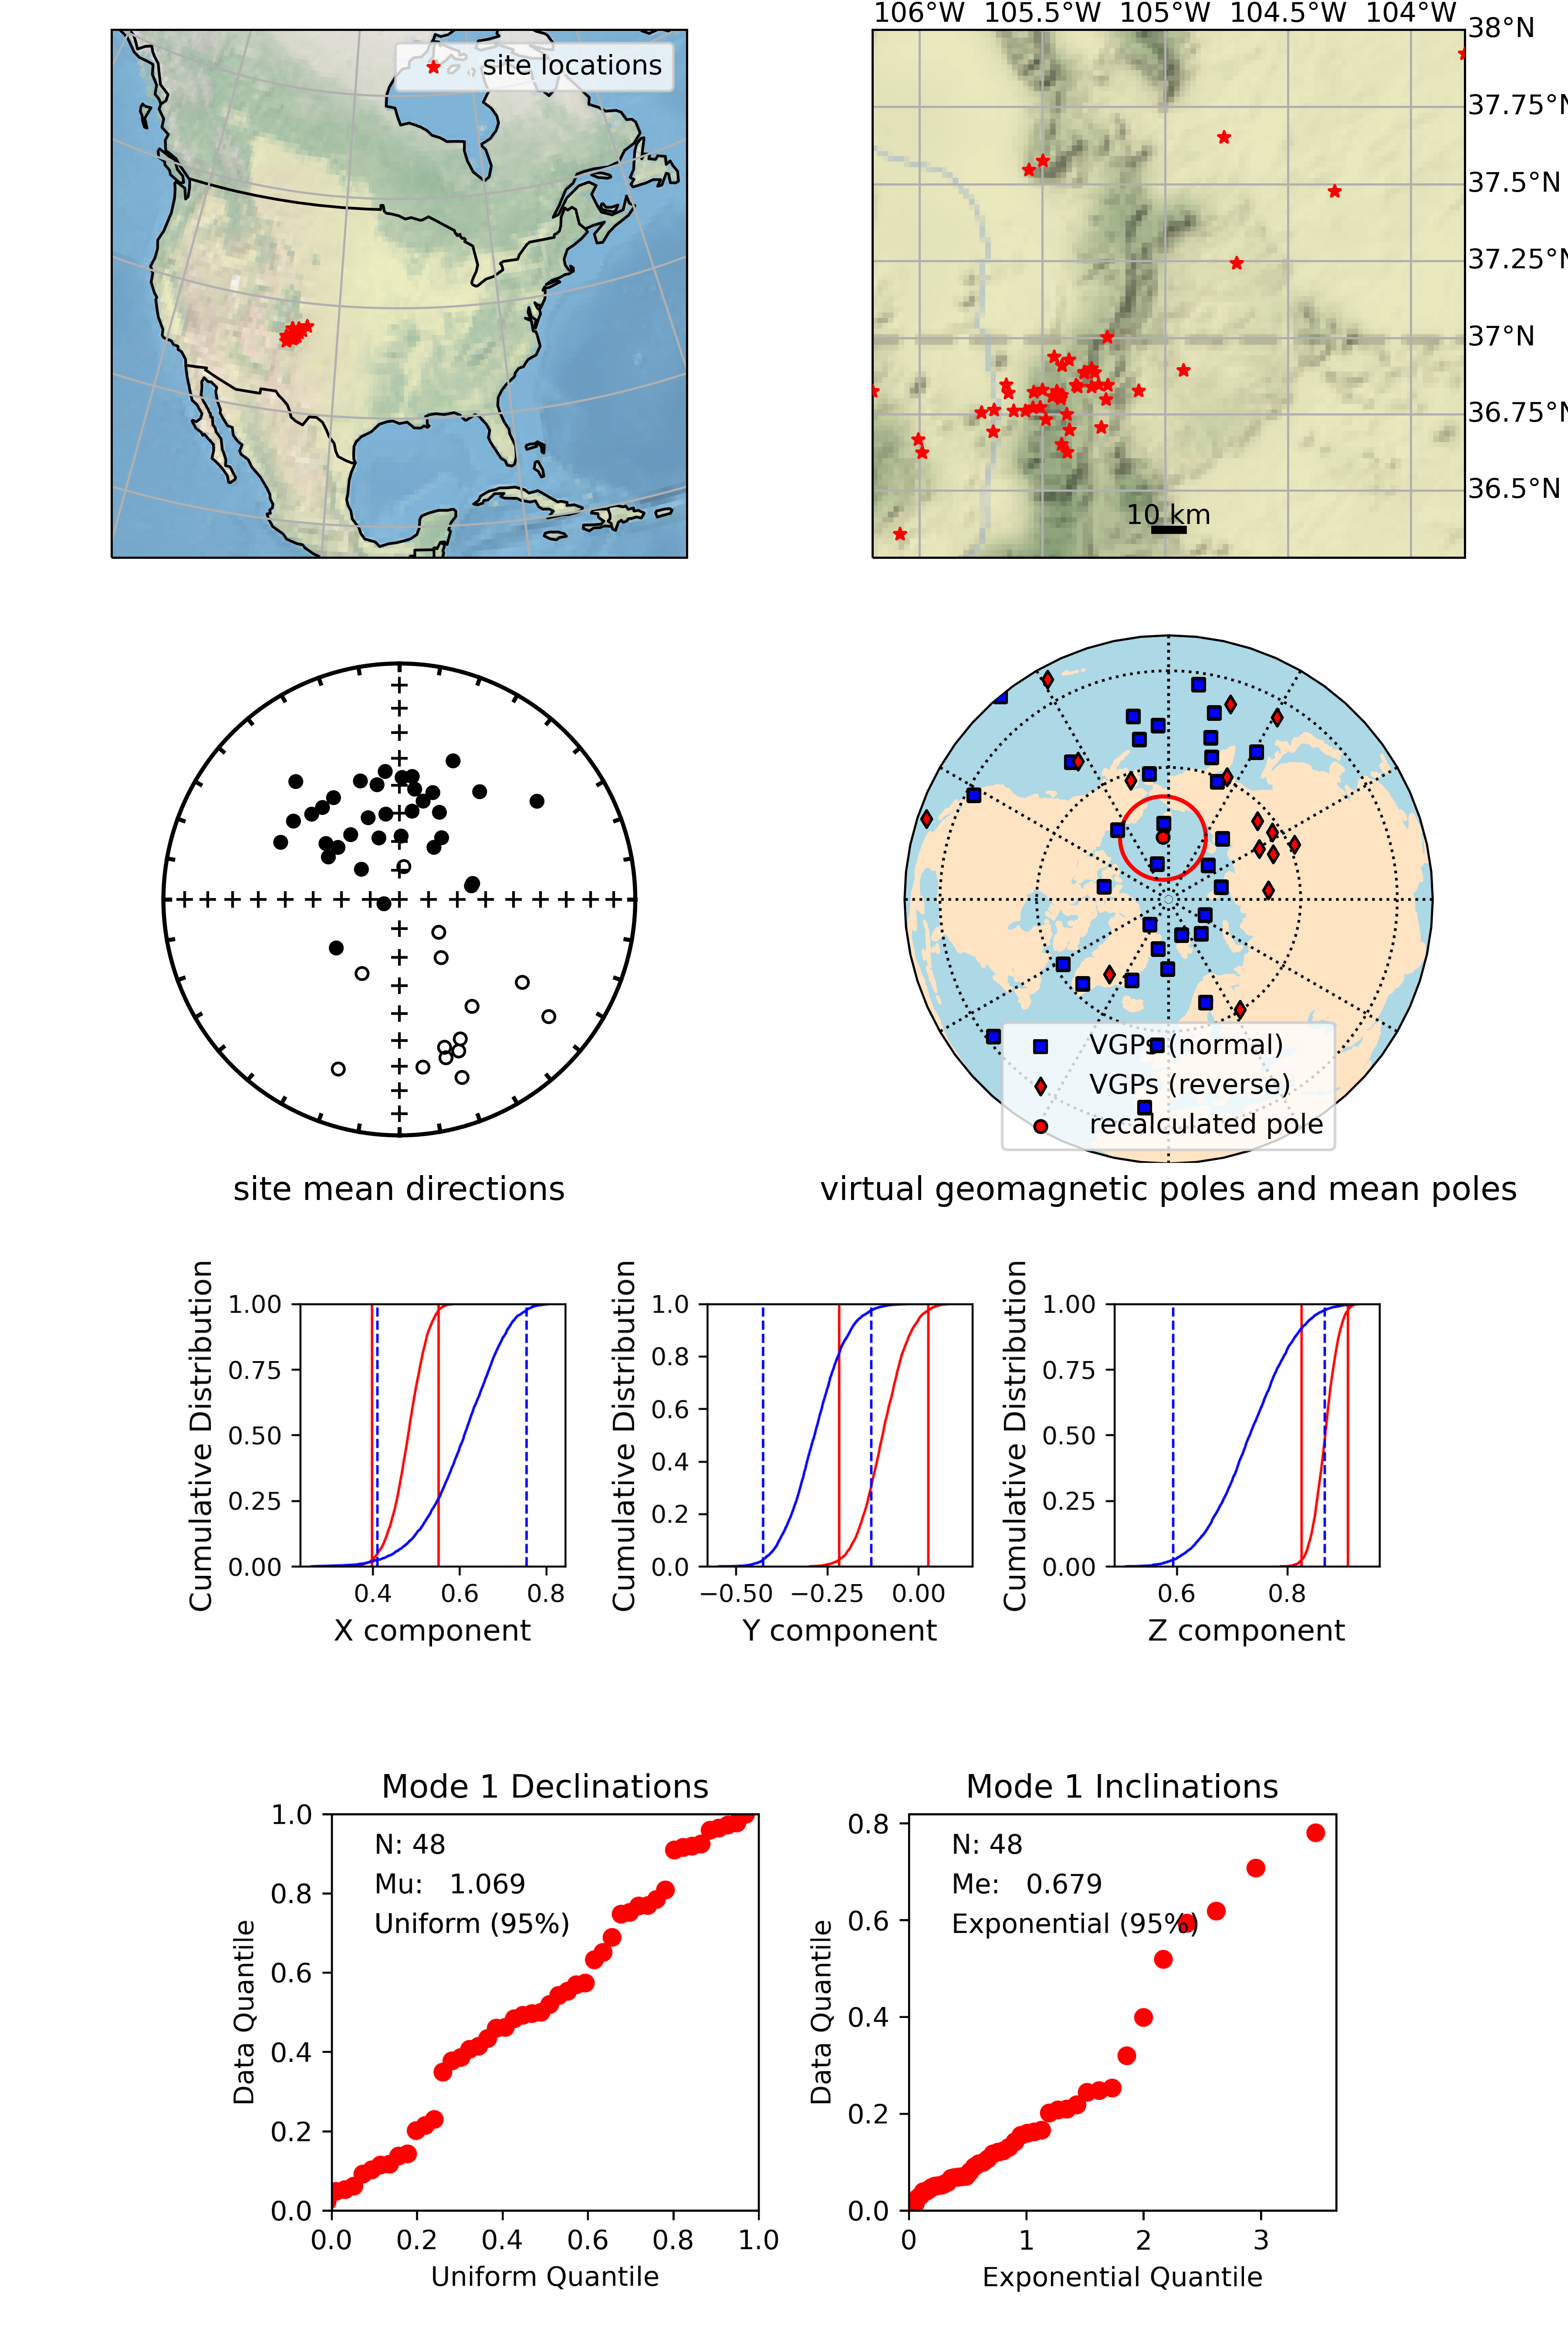 106°W 105.5°W 105°W 104.5°W 104°W
site locations
38°N
37.75°N
37.5°N
37.25°N
37°N
36.75°N
36.5°N
10 km
VGPs (normal)
VGPs (reverse)
recalculated pole
site mean directions
virtual geomagnetic poles and mean poles
Cumulative Distribution
1.00
0.75
0.50
0.25
0.00
0.4 0.6 0.8
X component
Cumulative Distribution
1.0
0.8
0.6
0.4
0.2
0.0
−0.50 −0.25 0.00
Y component
Cumulative Distribution
1.00
0.75
0.50
0.25
0.00
0.6 0.8
Z component
Mode 1 Declinations
N: 48
Mu: 1.069
Uniform (95%)
Data Quantile
1.0
0.8
0.6
0.4
0.2
0.0
0.0 0.2 0.4 0.6 0.8 1.0
Uniform Quantile
Mode 1 Inclinations
N: 48
Me: 0.679
Exponential (95%)
Data Quantile
0.8
0.6
0.4
0.2
0.0
0 1 2 3
Exponential Quantile